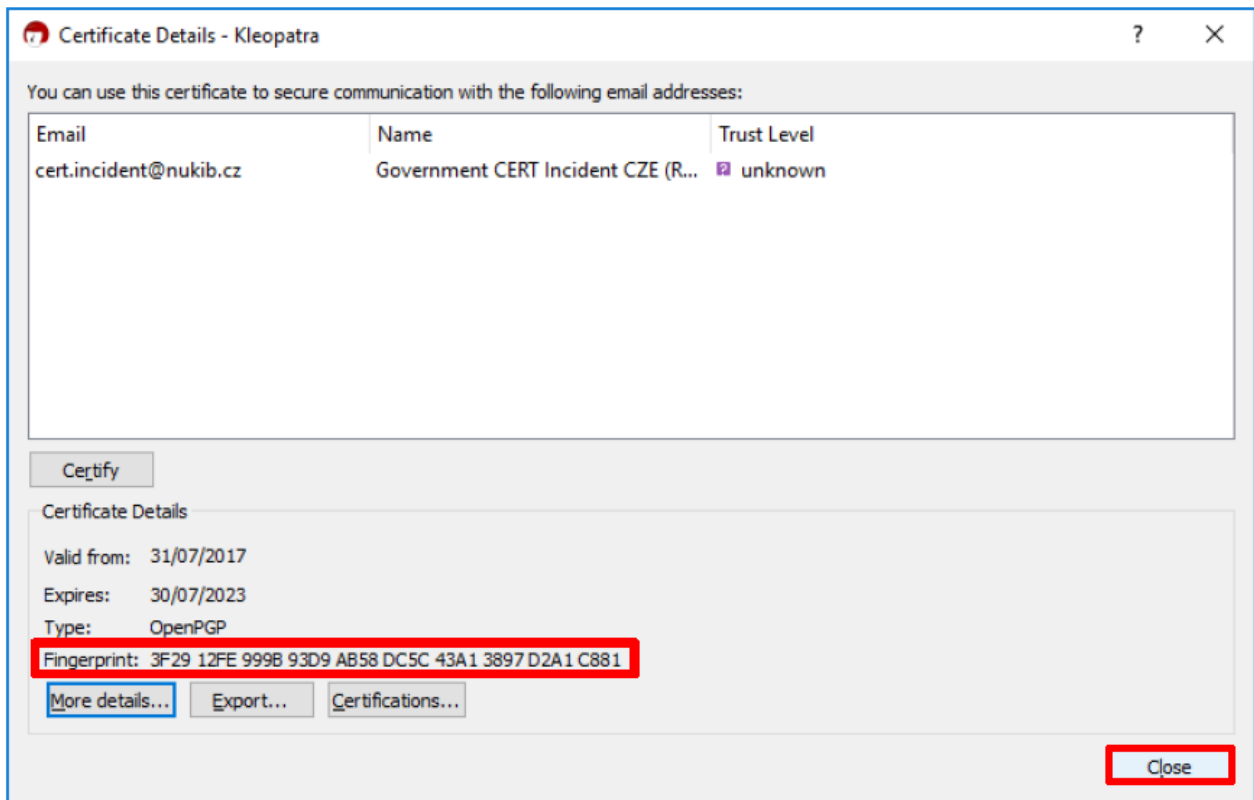 Certificate Details - Kleopatra ?
You can use this certificate to secure communication with the following email addresses:
Email Name Trust Level
cert.incident@nukib.cz Government CERT Incident CZE (R... unknown
Certify
Certificate Details
Valid from: 31/07/2017
Expires: 30/07/2023
Type: OpenPGP
Fingerprint: 3F29 12FE 999B 93D9 AB58 DC5C 43A1 3897 D2A1 C881
More details... Export... Certifications...
Close